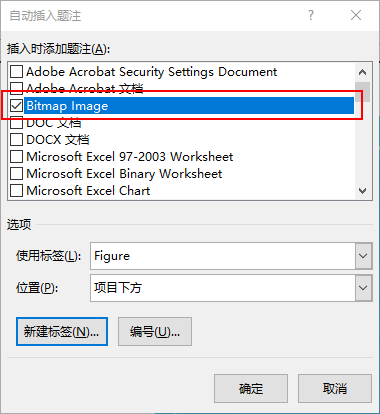 自动插入题注
插入时添加题注(A):
Adobe Acrobat Security Settings Document
Adobe Acrobat 文档
Bitmap Image
DOC 文档
DOCX 文档
Microsoft Excel 97-2003 Worksheet
Microsoft Excel Binary Worksheet
Microsoft Excel Chart
选项
使用标签(L): Figure
位置(P): 项目下方
新建标签(N)... 编号(U)...
确定 取消